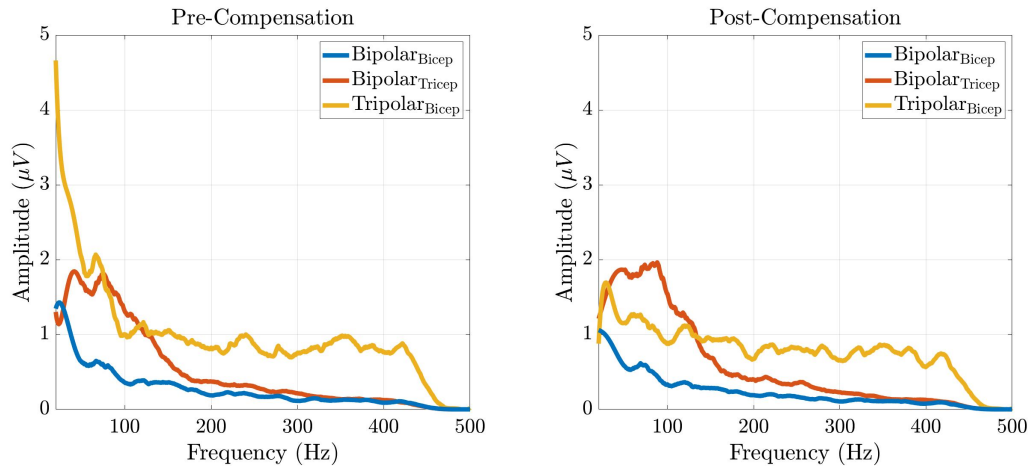 Pre-Compensation
5
4
3
2
1
0
Amplitude (μV)
100
200
300
400
500
Frequency (Hz)
Bipolar_Bicep
Bipolar_Tricep
Tripolar_Bicep
Post-Compensation
5
4
3
2
1
0
Amplitude (μV)
100
200
300
400
500
Frequency (Hz)
Bipolar_Bicep
Bipolar_Tricep
Tripolar_Bicep